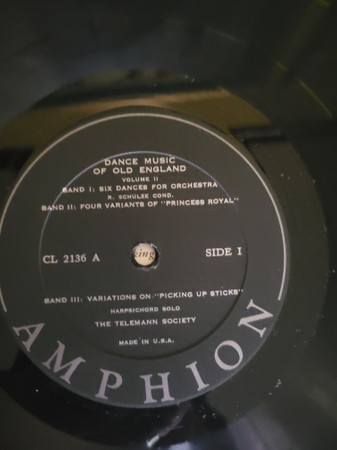 DANCE MUSIC
OF OLD ENGLAND
VOLUME II
BAND I: SIX DANCES FOR ORCHESTRA
R. SCHULZE COND.
BAND II: FOUR VARIANTS OF "PRINCESS ROYAL"
CL 2136 A
SIDE I
BAND III: VARIATIONS ON "PICKING UP STICKS"
HARPSICHORD SOLO
THE TELEMANN SOCIETY
MADE IN U.S.A.
AMPHION